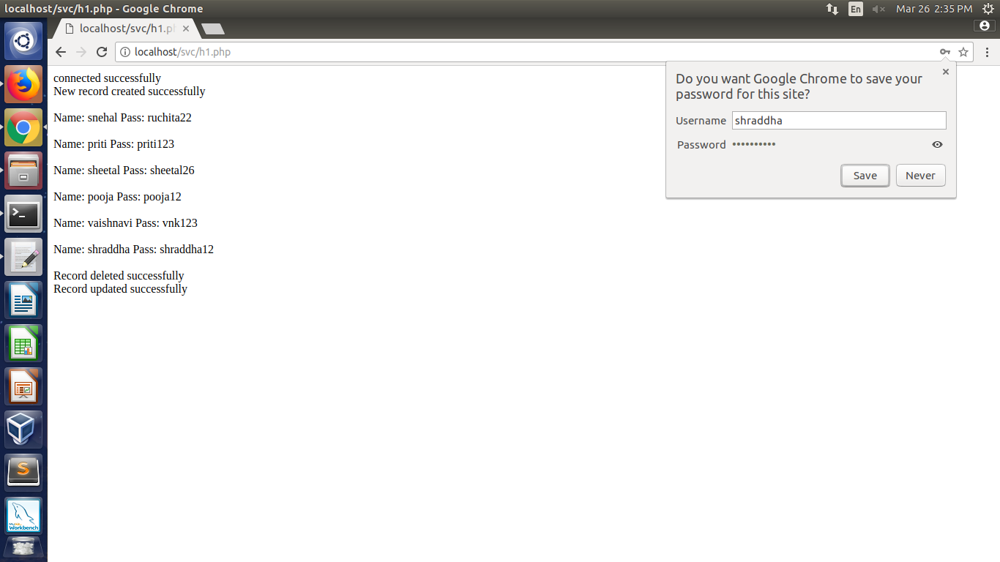 localhost/svc/h1.php - Google Chrome
En
Mar 26 2:35 PM
localhost/svc/h1.ph
localhost/svc/h1.php
connected successfully
New record created successfully
Name: snehal Pass: ruchita22
Name: priti Pass: priti123
Name: sheetal Pass: sheetal26
Name: pooja Pass: pooja12
Name: vaishnavi Pass: vnk123
Name: shraddha Pass: shraddha12
Record deleted successfully
Record updated successfully
Do you want Google Chrome to save your
password for this site?
Username shraddha
Password ••••••••••
Save Never
Workbench